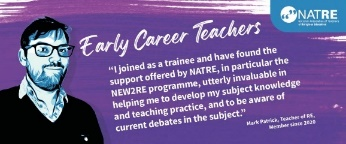 NATRE
Early Career Teachers
“I joined as a trainee and have found the
support offered by NATRE, in particular the
NEW2RE programme, utterly invaluable in
helping me to develop my subject knowledge
and teaching practice, and to be aware of
current debates in the subject.”
Mark Patrick, Teacher of RE,
Member since 2020